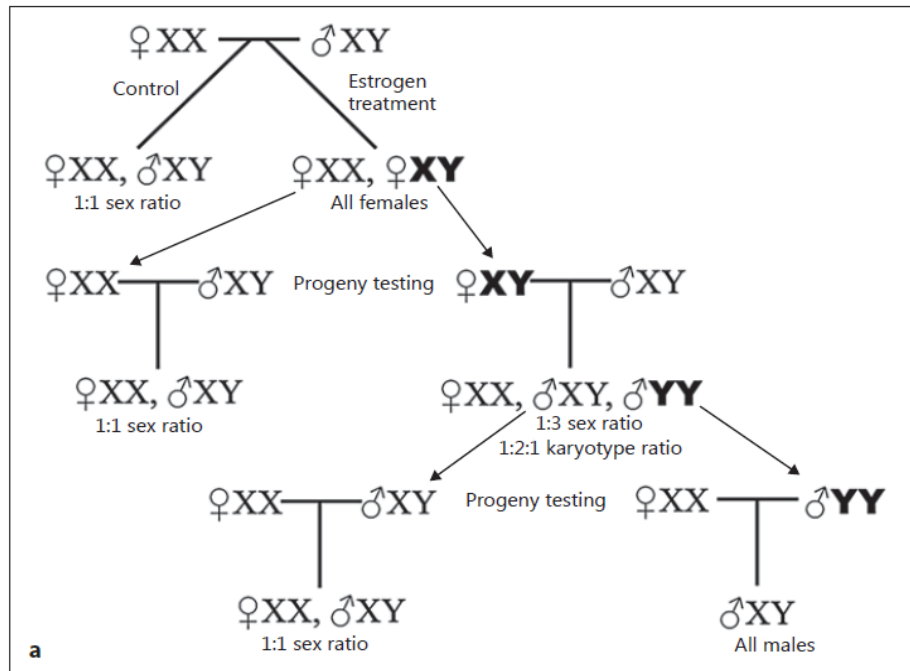 ♀XX ♂XY
Control
Estrogen
treatment
♀XX, ♂XY ♀XX, ♀XY
1:1 sex ratio All females
♀XX ♂XY Progeny testing ♀XY ♂XY
♀XX, ♂XY ♀XX, ♂XY, ♂YY
1:1 sex ratio 1:3 sex ratio
1:2:1 karyotype ratio
♀XX ♂XY Progeny testing ♀XX ♂YY
♀XX, ♂XY ♂XY
1:1 sex ratio All males
a